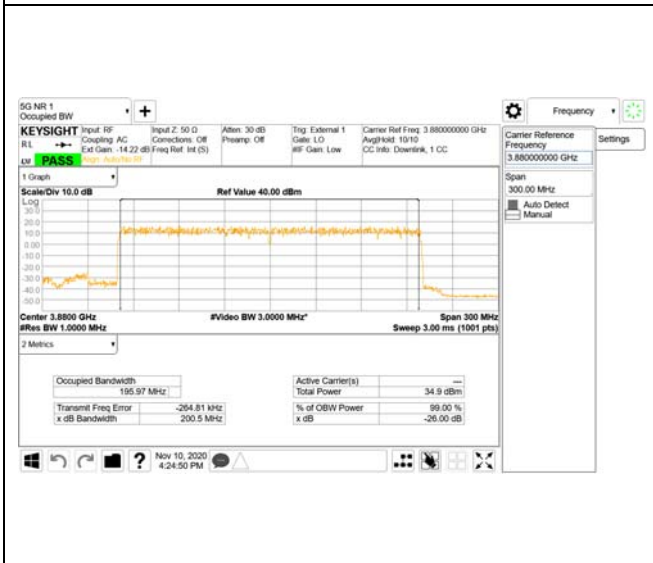 5G NR 1
Occupied BW
+
Frequency
KEYSIGHT
Input: RF
Input Z: 50 Ω
Atten: 30 dB
Trig: External 1
Carrier Ref Freq: 3.880000000 GHz
RL
Coupling: AC
Corrections: Off
Preamp: Off
Gate: LO
Avg|Hold: 10/10
Ext Gain: -14.22 dB
Freq Ref: Int (S)
#IF Gain: Low
CC Info: Downlink, 1 CC
PASS
Align: Auto/No RF
Carrier Reference
Frequency
3.880000000 GHz
Settings
Span
300.00 MHz
Auto Detect
Manual
1 Graph
Scale/Div 10.0 dB
Ref Value 40.00 dBm
Log
30.0
20.0
10.0
0.00
-10.0
-20.0
-30.0
-40.0
-50.0
Center 3.8800 GHz
#Video BW 3.0000 MHz*
Span 300 MHz
#Res BW 1.0000 MHz
Sweep 3.00 ms (1001 pts)
2 Metrics
Occupied Bandwidth
195.97 MHz
Active Carrier(s)
---
Total Power
34.9 dBm
Transmit Freq Error
-264.81 kHz
% of OBW Power
99.00 %
x dB Bandwidth
200.5 MHz
x dB
-26.00 dB
?
Nov 10, 2020
4:24:50 PM